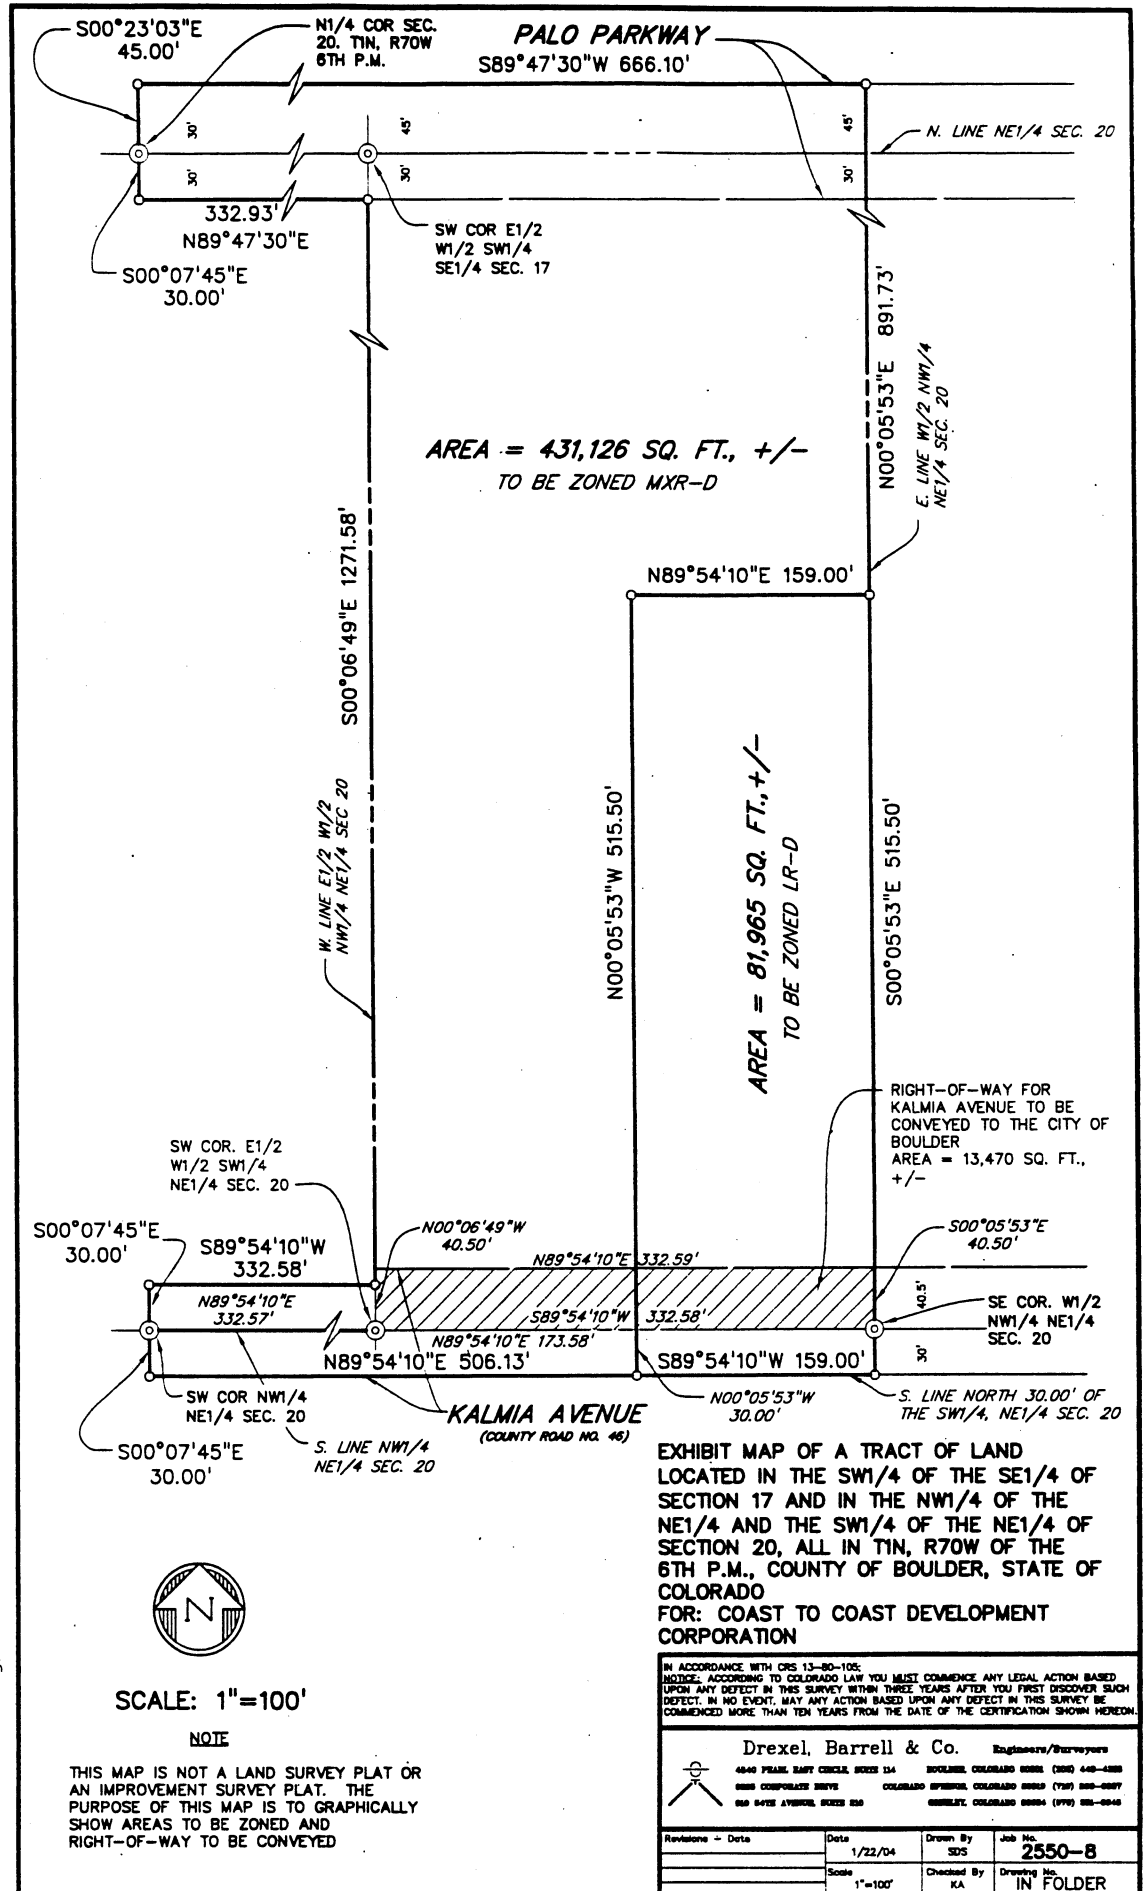 S00°23'03"E
45.00'
N1/4 COR SEC.
20. T1N, R70W
6TH P.M.
PALO PARKWAY
S89°47'30"W 666.10'
30'
45'
45'
N. LINE NE1/4 SEC. 20
30'
30'
30'
332.93'
N89°47'30"E
SW COR E1/2
W1/2 SW1/4
SE1/4 SEC. 17
S00°07'45"E
30.00'
N00°05'53"E 891.73'
E. LINE W1/2 NW1/4
NE1/4 SEC. 20
AREA = 431,126 SQ. FT., +/-
TO BE ZONED MXR-D
S00°06'49"E 1271.58'
N89°54'10"E 159.00'
W. LINE E1/2 W1/2
NW1/4 NE1/4 SEC 20
N00°05'53"W 515.50'
AREA = 81,965 SQ. FT.,+/-
TO BE ZONED LR-D
S00°05'53"E 515.50'
RIGHT-OF-WAY FOR
KALMIA AVENUE TO BE
CONVEYED TO THE CITY OF
BOULDER
AREA = 13,470 SQ. FT.,
+/-
SW COR. E1/2
W1/2 SW1/4
NE1/4 SEC. 20
S00°07'45"E
30.00'
S89°54'10"W
332.58'
N00°06'49"W
40.50'
N89°54'10"E 332.59'
S00°05'53"E
40.50'
N89°54'10"E
332.57'
S89°54'10"W 332.58'
40.5'
SE COR. W1/2
NW1/4 NE1/4
SEC. 20
N89°54'10"E 173.58'
N89°54'10"E 506.13'
S89°54'10"W 159.00'
30'
SW COR NW1/4
NE1/4 SEC. 20
KALMIA AVENUE
(COUNTY ROAD NO. 46)
N00°05'53"W
30.00'
S. LINE NORTH 30.00' OF
THE SW1/4, NE1/4 SEC. 20
S00°07'45"E
30.00'
S. LINE NW1/4
NE1/4 SEC. 20
EXHIBIT MAP OF A TRACT OF LAND
LOCATED IN THE SW1/4 OF THE SE1/4 OF
SECTION 17 AND IN THE NW1/4 OF THE
NE1/4 AND THE SW1/4 OF THE NE1/4 OF
SECTION 20, ALL IN T1N, R70W OF THE
6TH P.M., COUNTY OF BOULDER, STATE OF
COLORADO
FOR: COAST TO COAST DEVELOPMENT
CORPORATION
N
SCALE: 1"=100'
NOTE
THIS MAP IS NOT A LAND SURVEY PLAT OR
AN IMPROVEMENT SURVEY PLAT. THE
PURPOSE OF THIS MAP IS TO GRAPHICALLY
SHOW AREAS TO BE ZONED AND
RIGHT-OF-WAY TO BE CONVEYED
IN ACCORDANCE WITH CRS 13-80-105;
NOTICE: ACCORDING TO COLORADO LAW YOU MUST COMMENCE ANY LEGAL ACTION BASED
UPON ANY DEFECT IN THIS SURVEY WITHIN THREE YEARS AFTER YOU FIRST DISCOVER SUCH
DEFECT. IN NO EVENT, MAY ANY ACTION BASED UPON ANY DEFECT IN THIS SURVEY BE
COMMENCED MORE THAN TEN YEARS FROM THE DATE OF THE CERTIFICATION SHOWN HEREON.
Drexel, Barrell & Co. Engineers/Surveyors
4840 PEARL EAST CIRCLE, SUITE 114 BOULDER, COLORADO
CORPORATE DRIVE COLORADO SPRINGS, COLORADO
AVENUE, SUITE GREELEY, COLORADO
Revisions - Date
Date
1/22/04
Drawn By
SDS
Job No.
2550-8
Scale
1"=100'
Checked By
KA
Drawing No.
IN FOLDER